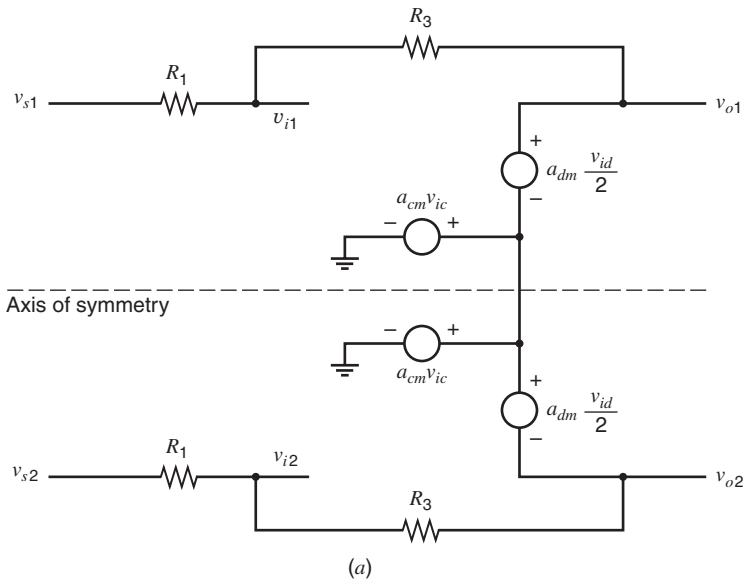 R3
R1
vs1
vi1
vo1
+
adm vid/2
−
acmvic
− +
Axis of symmetry
− +
acmvic
+
adm vid/2
−
R1
vs2
vi2
vo2
R3
(a)